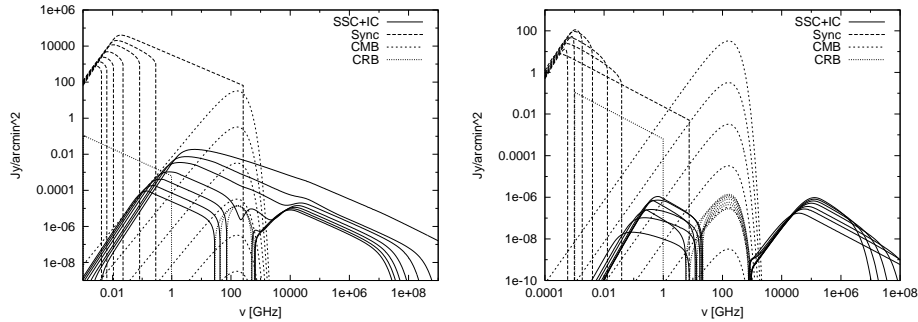 SSC+IC
Sync
CMB
CRB
1e+06
10000
100
1
0.01
0.0001
1e-06
1e-08
Jy/arcmin^2
0.01 1 100 10000 1e+06 1e+08
ν [GHz]
SSC+IC
Sync
CMB
CRB
100
1
0.01
0.0001
1e-06
1e-08
1e-10
Jy/arcmin^2
0.0001 0.01 1 100 10000 1e+06 1e+08
ν [GHz]